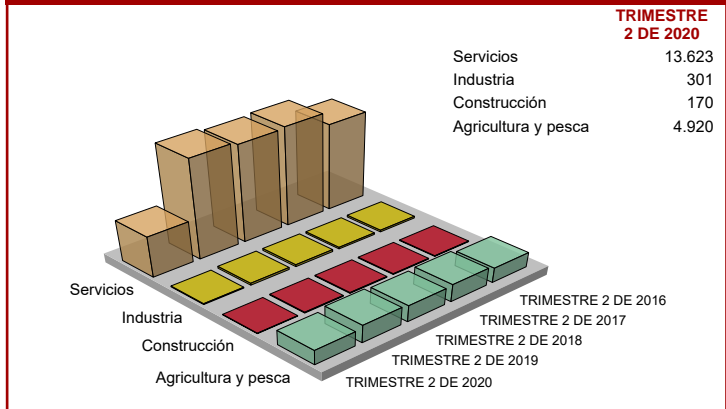 TRIMESTRE
2 DE 2020
Servicios 13.623
Industria 301
Construcción 170
Agricultura y pesca 4.920
Servicios
Industria
Construcción
Agricultura y pesca
TRIMESTRE 2 DE 2016
TRIMESTRE 2 DE 2017
TRIMESTRE 2 DE 2018
TRIMESTRE 2 DE 2019
TRIMESTRE 2 DE 2020